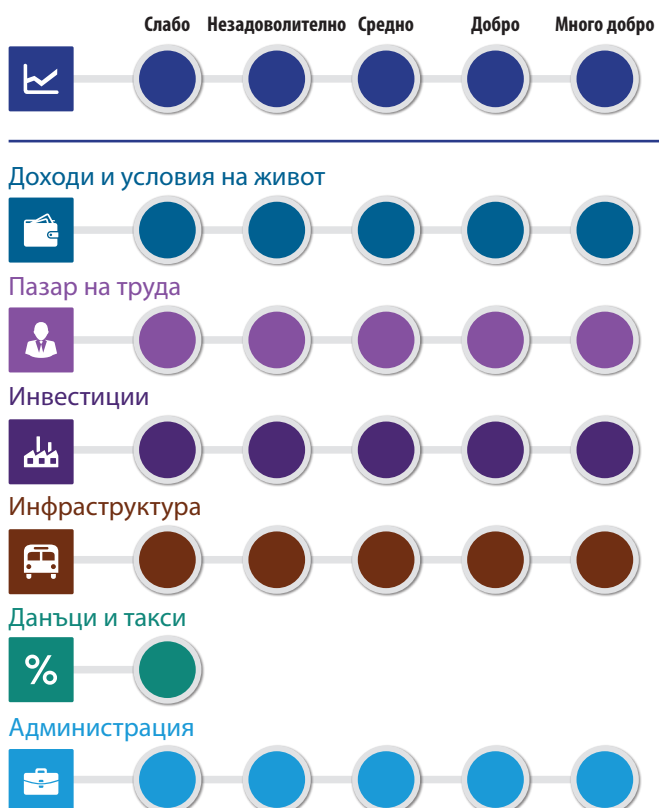 Слабо Незадоволително Средно Добро Много добро
Доходи и условия на живот
Пазар на труда
Инвестиции
Инфраструктура
Данъци и такси
%
Администрация